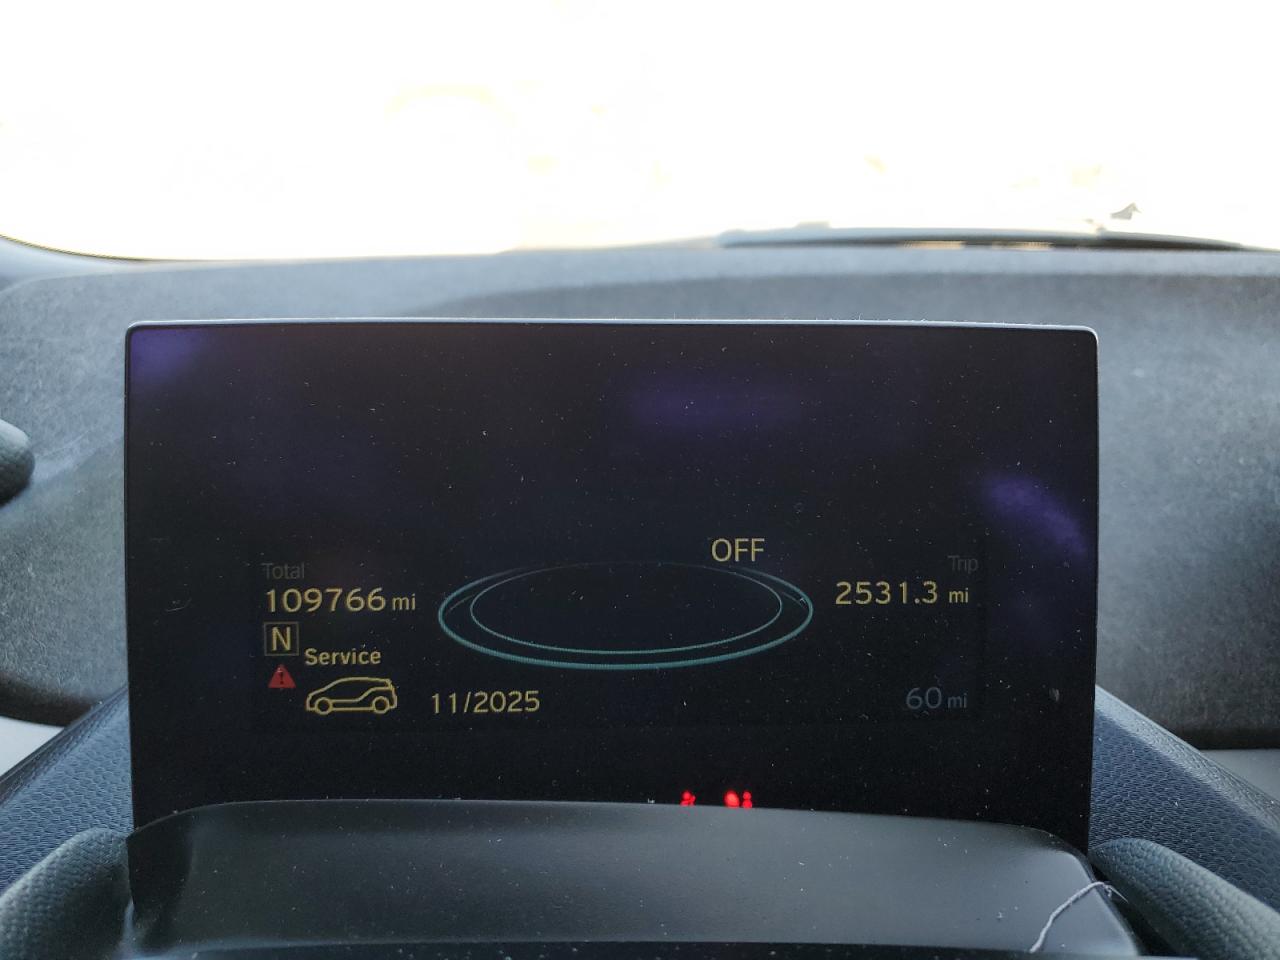 OFF
Total
109766 mi
Trip
2531.3 mi
N
Service
11/2025
60 mi